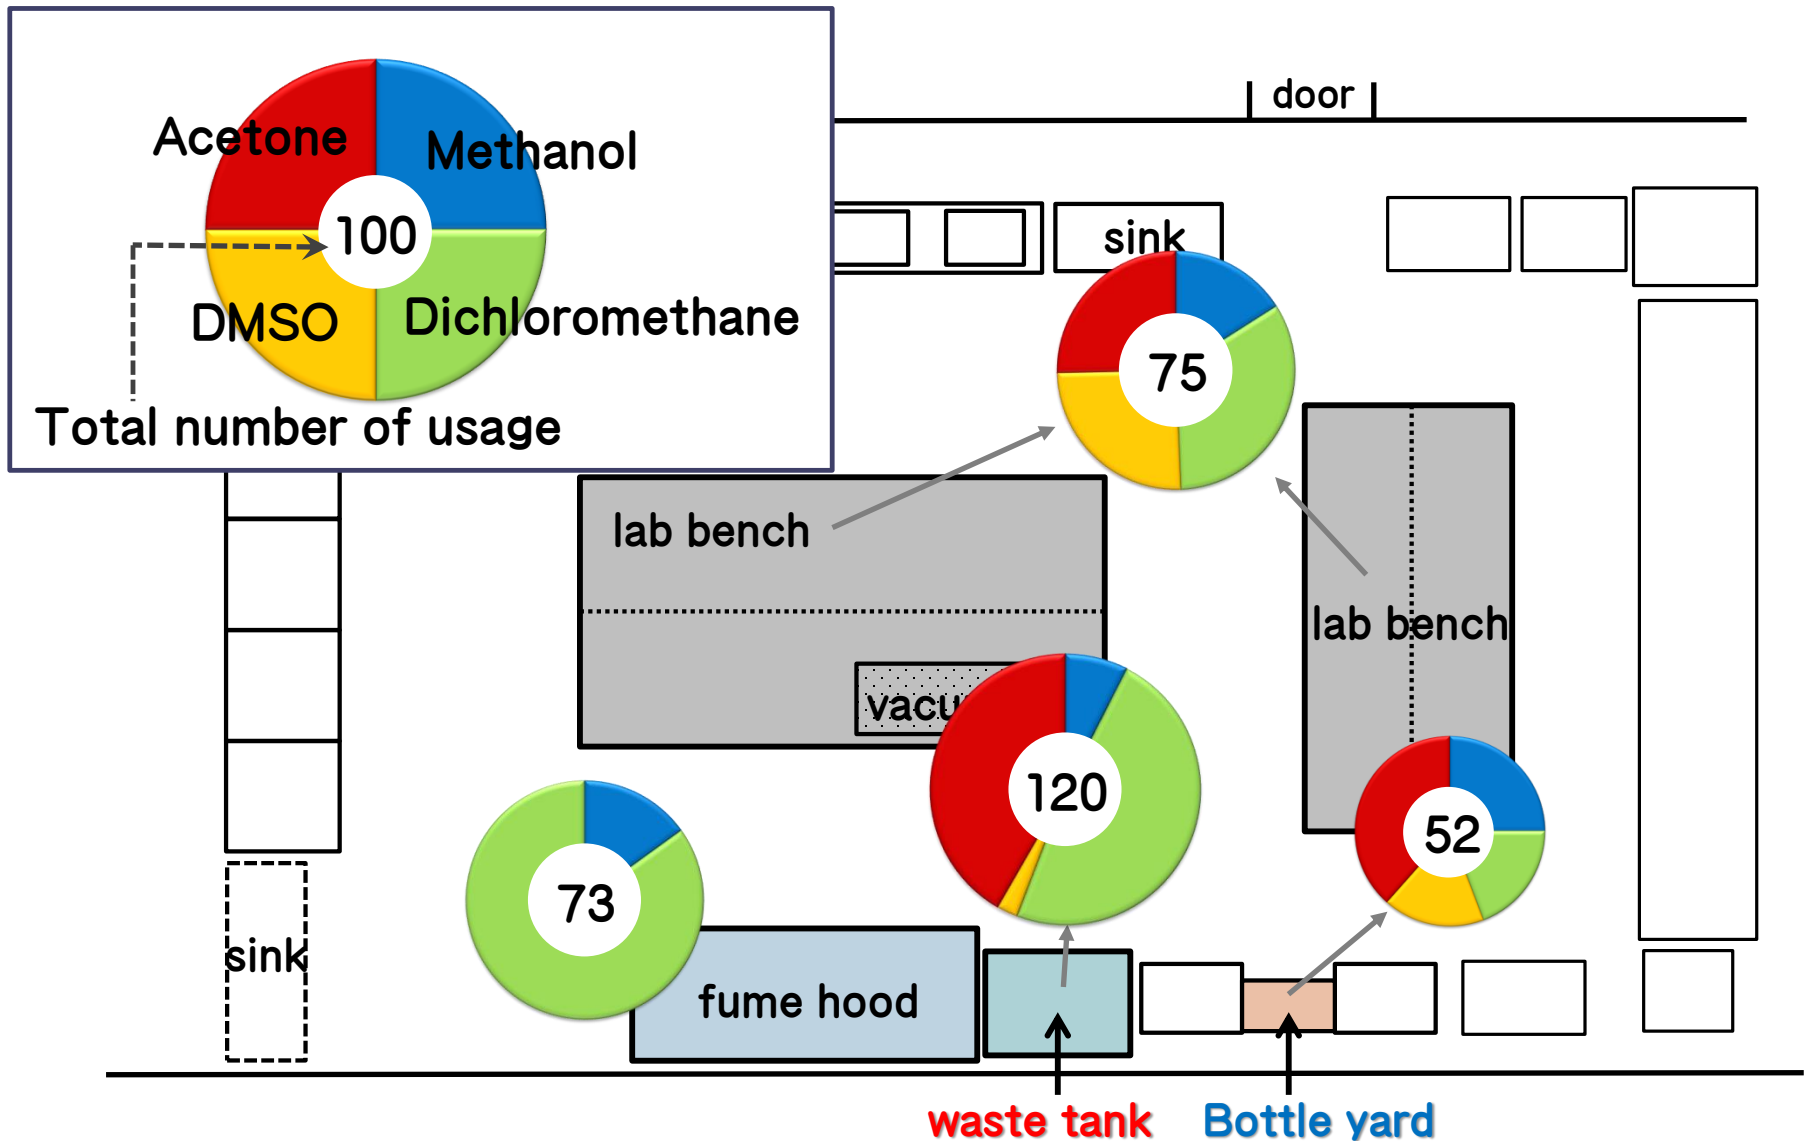 Acetone
Methanol
100
DMSO
Dichloromethane
Total number of usage
door
sink
75
lab bench
lab bench
120
52
73
sink
fume hood
waste tank
Bottle yard